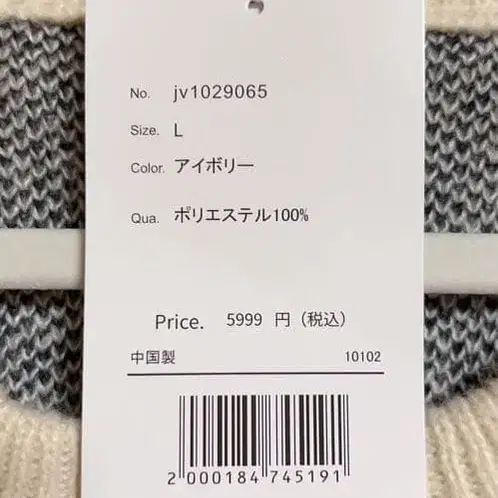 No. jv1029065
Size. L
Color. アイボリー
Qua. ポリエステル100%
Price. 5999 円（税込）
中国製 10102
2 000184 745191